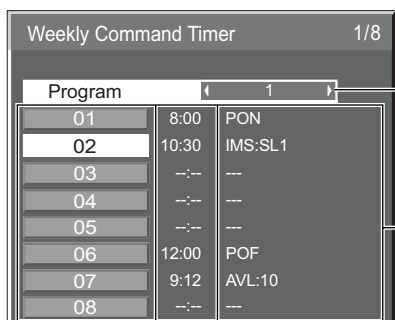 Weekly Command Timer 1/8
Program 1
01 8:00 PON
02 10:30 IMS:SL1
03 --:-- ---
04 --:-- ---
05 --:-- ---
06 12:00 POF
07 9:12 AVL:10
08 --:-- ---